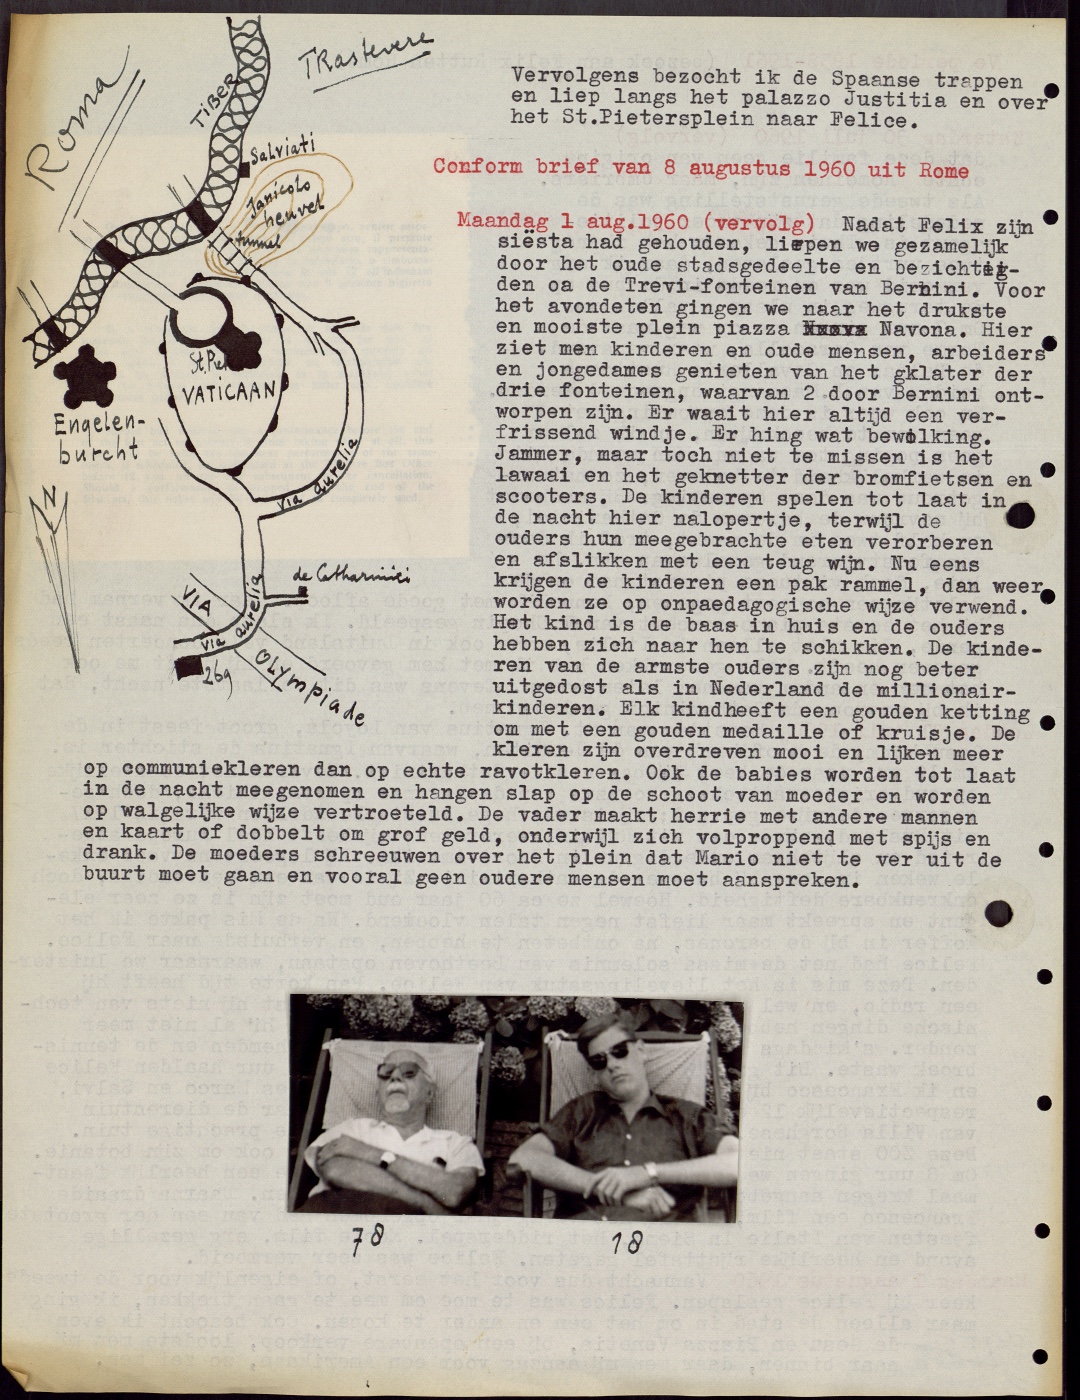 Roma
TIBER
TRastevere
Salviati
Janicolo
heuvel
tunnel
St.Piet
VATICAAN
Engelen-
burcht
Via aurelia
N
de Catharinici
VIA
OLYmpiade
Via aurelia
269
Vervolgens bezocht ik de Spaanse trappen
en liep langs het palazzo Justitia en over
het St.Pietersplein naar Felice.
Conform brief van 8 augustus 1960 uit Rome
Maandag 1 aug.1960 (vervolg) Nadat Felix zijn
siësta had gehouden, liepen we gezamelijk
door het oude stadsgedeelte en bezichtig-
den oa de Trevi-fonteinen van Bernini. Voor
het avondeten gingen we naar het drukste
en mooiste plein piazza Navona. Hier
ziet men kinderen en oude mensen, arbeiders
en jongedames genieten van het gklater der
drie fonteinen, waarvan 2 door Bernini ont-
worpen zijn. Er waait hier altijd een ver-
frissend windje. Er hing wat bewolking.
Jammer, maar toch niet te missen is het
lawaai en het geknetter der bromfietsen en
scooters. De kinderen spelen tot laat in
de nacht hier nalopertje, terwijl de
ouders hun meegebrachte eten verorberen
en afslikken met een teug wijn. Nu eens
krijgen de kinderen een pak rammel, dan weer
worden ze op onpaedagogische wijze verwend.
Het kind is de baas in huis en de ouders
hebben zich naar hen te schikken. De kinde-
ren van de armste ouders zijn nog beter
uitgedost als in Nederland de millionair-
kinderen. Elk kindheeft een gouden ketting
om met een gouden medaille of kruisje. De
kleren zijn overdreven mooi en lijken meer
op communiekleren dan op echte ravotkleren. Ook de babies worden tot laat
in de nacht meegenomen en hangen slap op de schoot van moeder en worden
op walgelijke wijze vertroeteld. De vader maakt herrie met andere mannen
en kaart of dobbelt om grof geld, onderwijl zich volproppend met spijs en
drank. De moeders schreeuwen over het plein dat Mario niet te ver uit de
buurt moet gaan en vooral geen oudere mensen moet aanspreken.
78
18